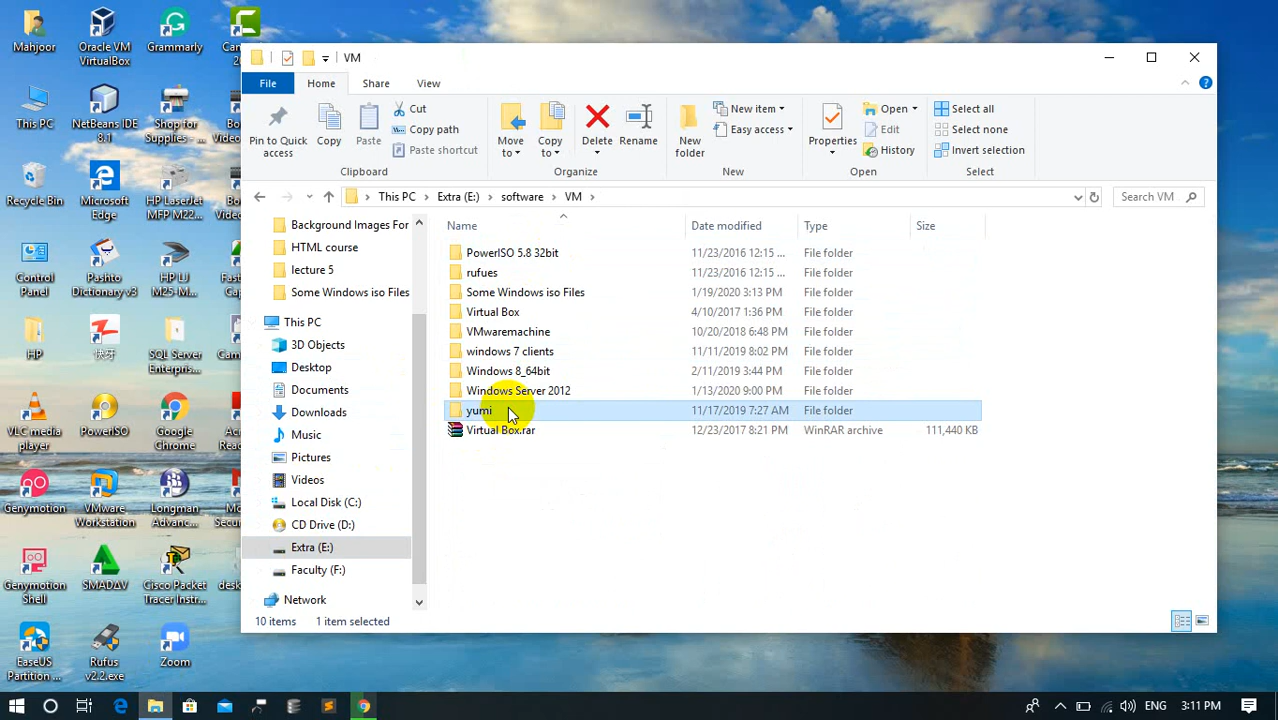 Mahjoor
Oracle VM
VirtualBox
Grammarly
This PC
NetBeans IDE
8.1
Shop for
Supplies - ...
Recycle Bin
Microsoft
Edge
HP LaserJet
MFP M22...
Control
Panel
Pashto
Dictionary v3
HP LJ
M25-M...
HP
快牙
SQL Server
Enterpris...
VLC media
player
PowerISO
Google
Chrome
Genymotion
VMware
Workstation
Longman
Advanc...
Genymotion
Shell
SMADΔV
Cisco Packet
Tracer Instr...
EaseUS
Partition ...
Rufus
v2.2.exe
Zoom
VM
File
Home
Share
View
Pin to Quick
access
Copy
Paste
Cut
Copy path
Paste shortcut
Clipboard
Move
to
Copy
to
Delete
Rename
Organize
New
folder
New item
Easy access
New
Properties
Open
Edit
History
Open
Select all
Select none
Invert selection
Select
This PC
Extra (E:)
software
VM
Search VM
Background Images For
HTML course
lecture 5
Some Windows iso Files
This PC
3D Objects
Desktop
Documents
Downloads
Music
Pictures
Videos
Local Disk (C:)
CD Drive (D:)
Extra (E:)
Faculty (F:)
Network
Name Date modified Type Size
PowerISO 5.8 32bit 11/23/2016 12:15 ... File folder
rufues 11/23/2016 12:15 ... File folder
Some Windows iso Files 1/19/2020 3:13 PM File folder
Virtual Box 4/10/2017 1:36 PM File folder
VMwaremachine 10/20/2018 6:48 PM File folder
windows 7 clients 11/11/2019 8:02 PM File folder
Windows 8_64bit 2/11/2019 3:44 PM File folder
Windows Server 2012 1/13/2020 9:00 PM File folder
yumi 11/17/2019 7:27 AM File folder
Virtual Box.rar 12/23/2017 8:21 PM WinRAR archive 111,440 KB
10 items 1 item selected
ENG
3:11 PM